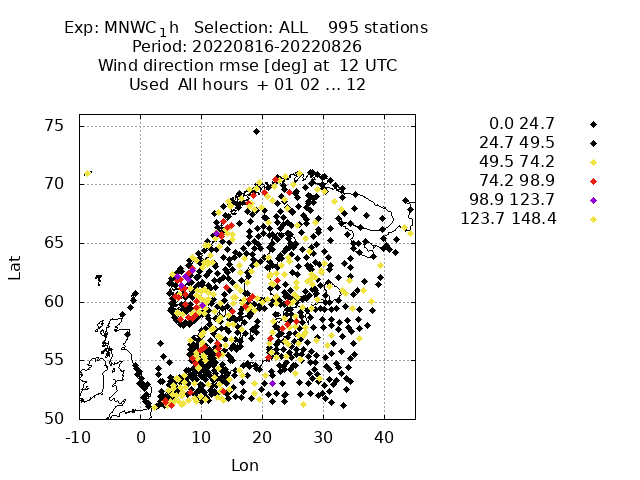 Exp: MNWC1h   Selection: ALL    995 stations
Period: 20220816-20220826
Wind direction rmse [deg] at  12 UTC
Used  All hours  + 01 02 ... 12
0.0 24.7
24.7 49.5
49.5 74.2
74.2 98.9
98.9 123.7
123.7 148.4
75
70
65
60
55
50
Lat
-10 0 10 20 30 40
Lon